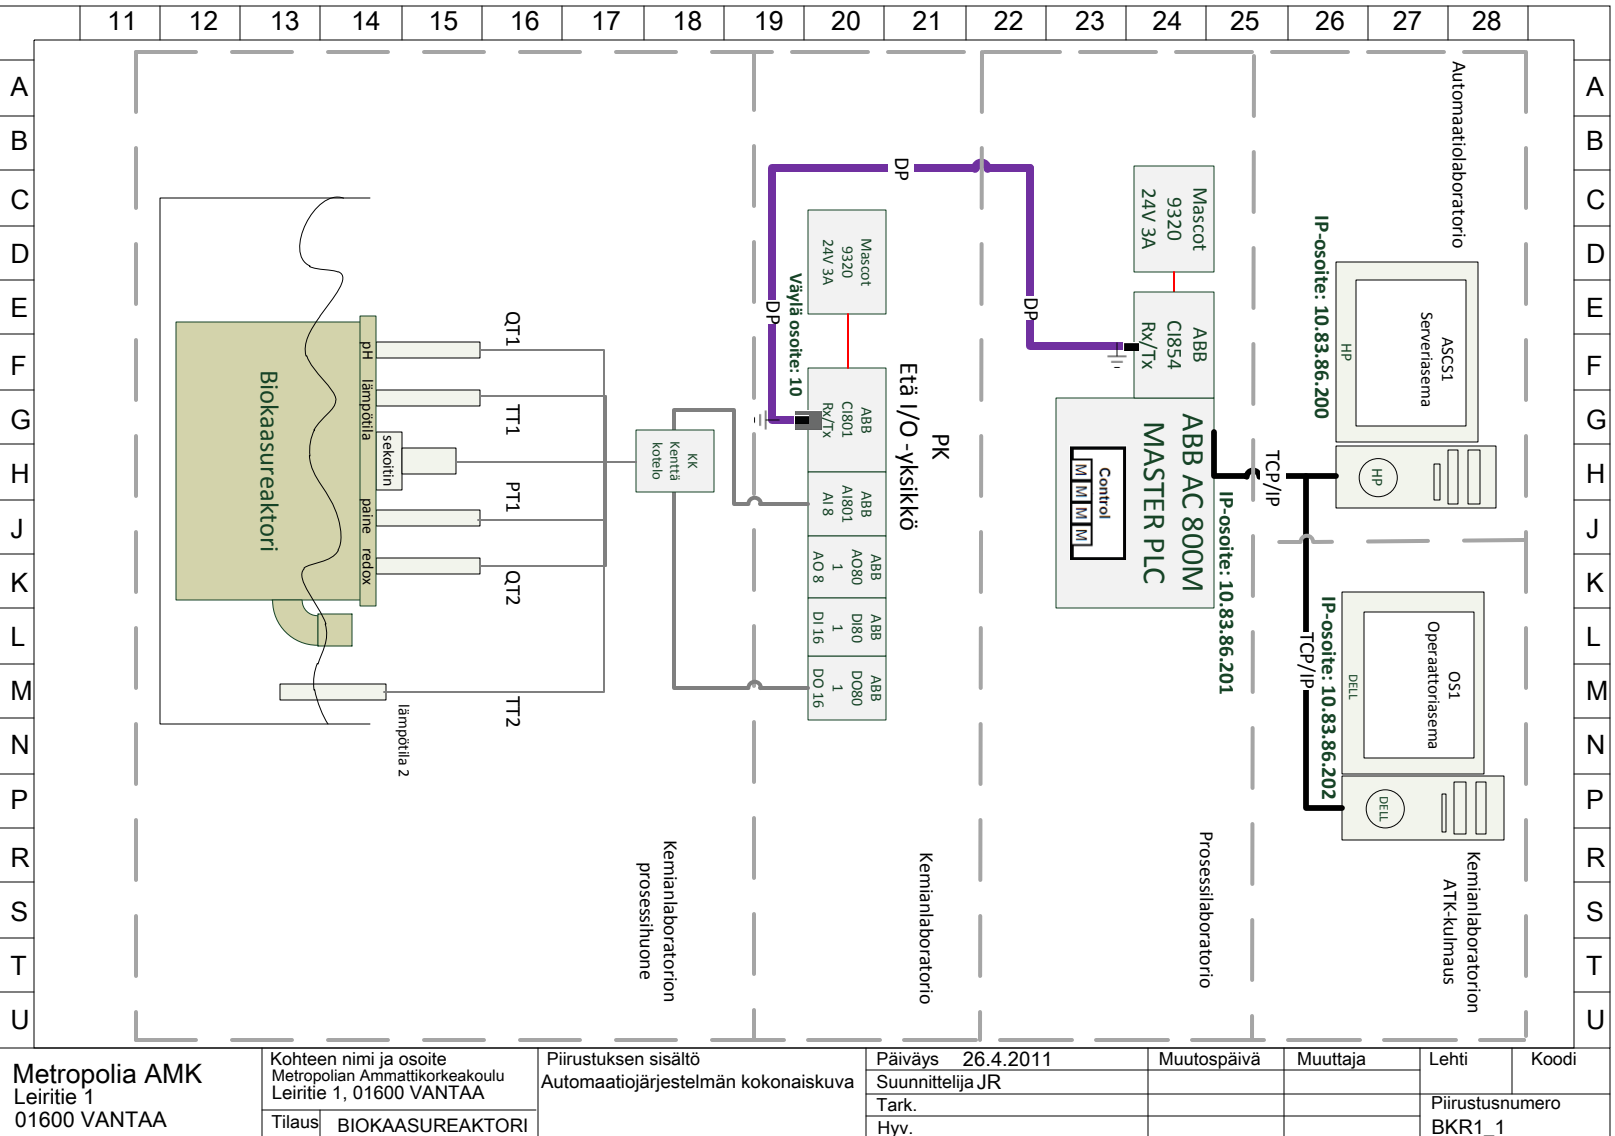 11 12 13 14 15 16 17 18 19 20 21 22 23 24 25 26 27 28
A A
B B
C C
D D
E E
F F
G G
H H
J J
K K
L L
M M
N N
P P
R R
S S
T T
U U
Automaatiolaboratorio
IP-osoite: 10.83.86.200
ASCS1
Serveriasema
HP
HP
TCP/IP
IP-osoite: 10.83.86.201
TCP/IP
IP-osoite: 10.83.86.202
OS1
Operaattoriasema
DELL
DELL
Kemianlaboratorion
ATK-kulmaus
Mascot
9320
24V 3A
ABB
CI854
Rx/Tx
ABB AC 800M
MASTER PLC
Control
M M M M
Prosessilaboratorio
DP
DP
DP
Mascot
9320
24V 3A
Väylä osoite: 10
PK
Etä I/O -yksikkö
ABB
CI801
Rx/Tx
ABB
AI801
AI 8
ABB
AO80
1
AO 8
ABB
DI80
1
DI 16
ABB
DO80
1
DO 16
Kemianlaboratorio
KK
Kenttä
kotelo
Kemianlaboratorion
prosessihuone
QT1
TT1
PT1
QT2
TT2
pH
lämpötila
sekoitin
paine
redox
lämpötila 2
Biokaasureaktori
Metropolia AMK
Leiritie 1
01600 VANTAA
Kohteen nimi ja osoite
Metropolian Ammattikorkeakoulu
Leiritie 1, 01600 VANTAA
Tilaus BIOKAASUREAKTORI
Piirustuksen sisältö
Automaatiojärjestelmän kokonaiskuva
Päiväys 26.4.2011
Suunnittelija JR
Tark.
Hyv.
Muutospäivä
Muuttaja
Lehti
Koodi
Piirustusnumero
BKR1_1